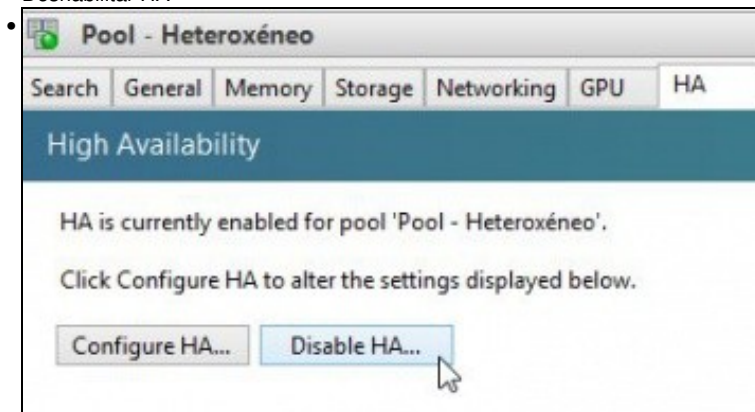 Deshabilitar HA
Pool - Heteroxéneo
Search General Memory Storage Networking GPU HA
High Availability
HA is currently enabled for pool 'Pool - Heteroxéneo'.
Click Configure HA to alter the settings displayed below.
Configure HA... Disable HA...